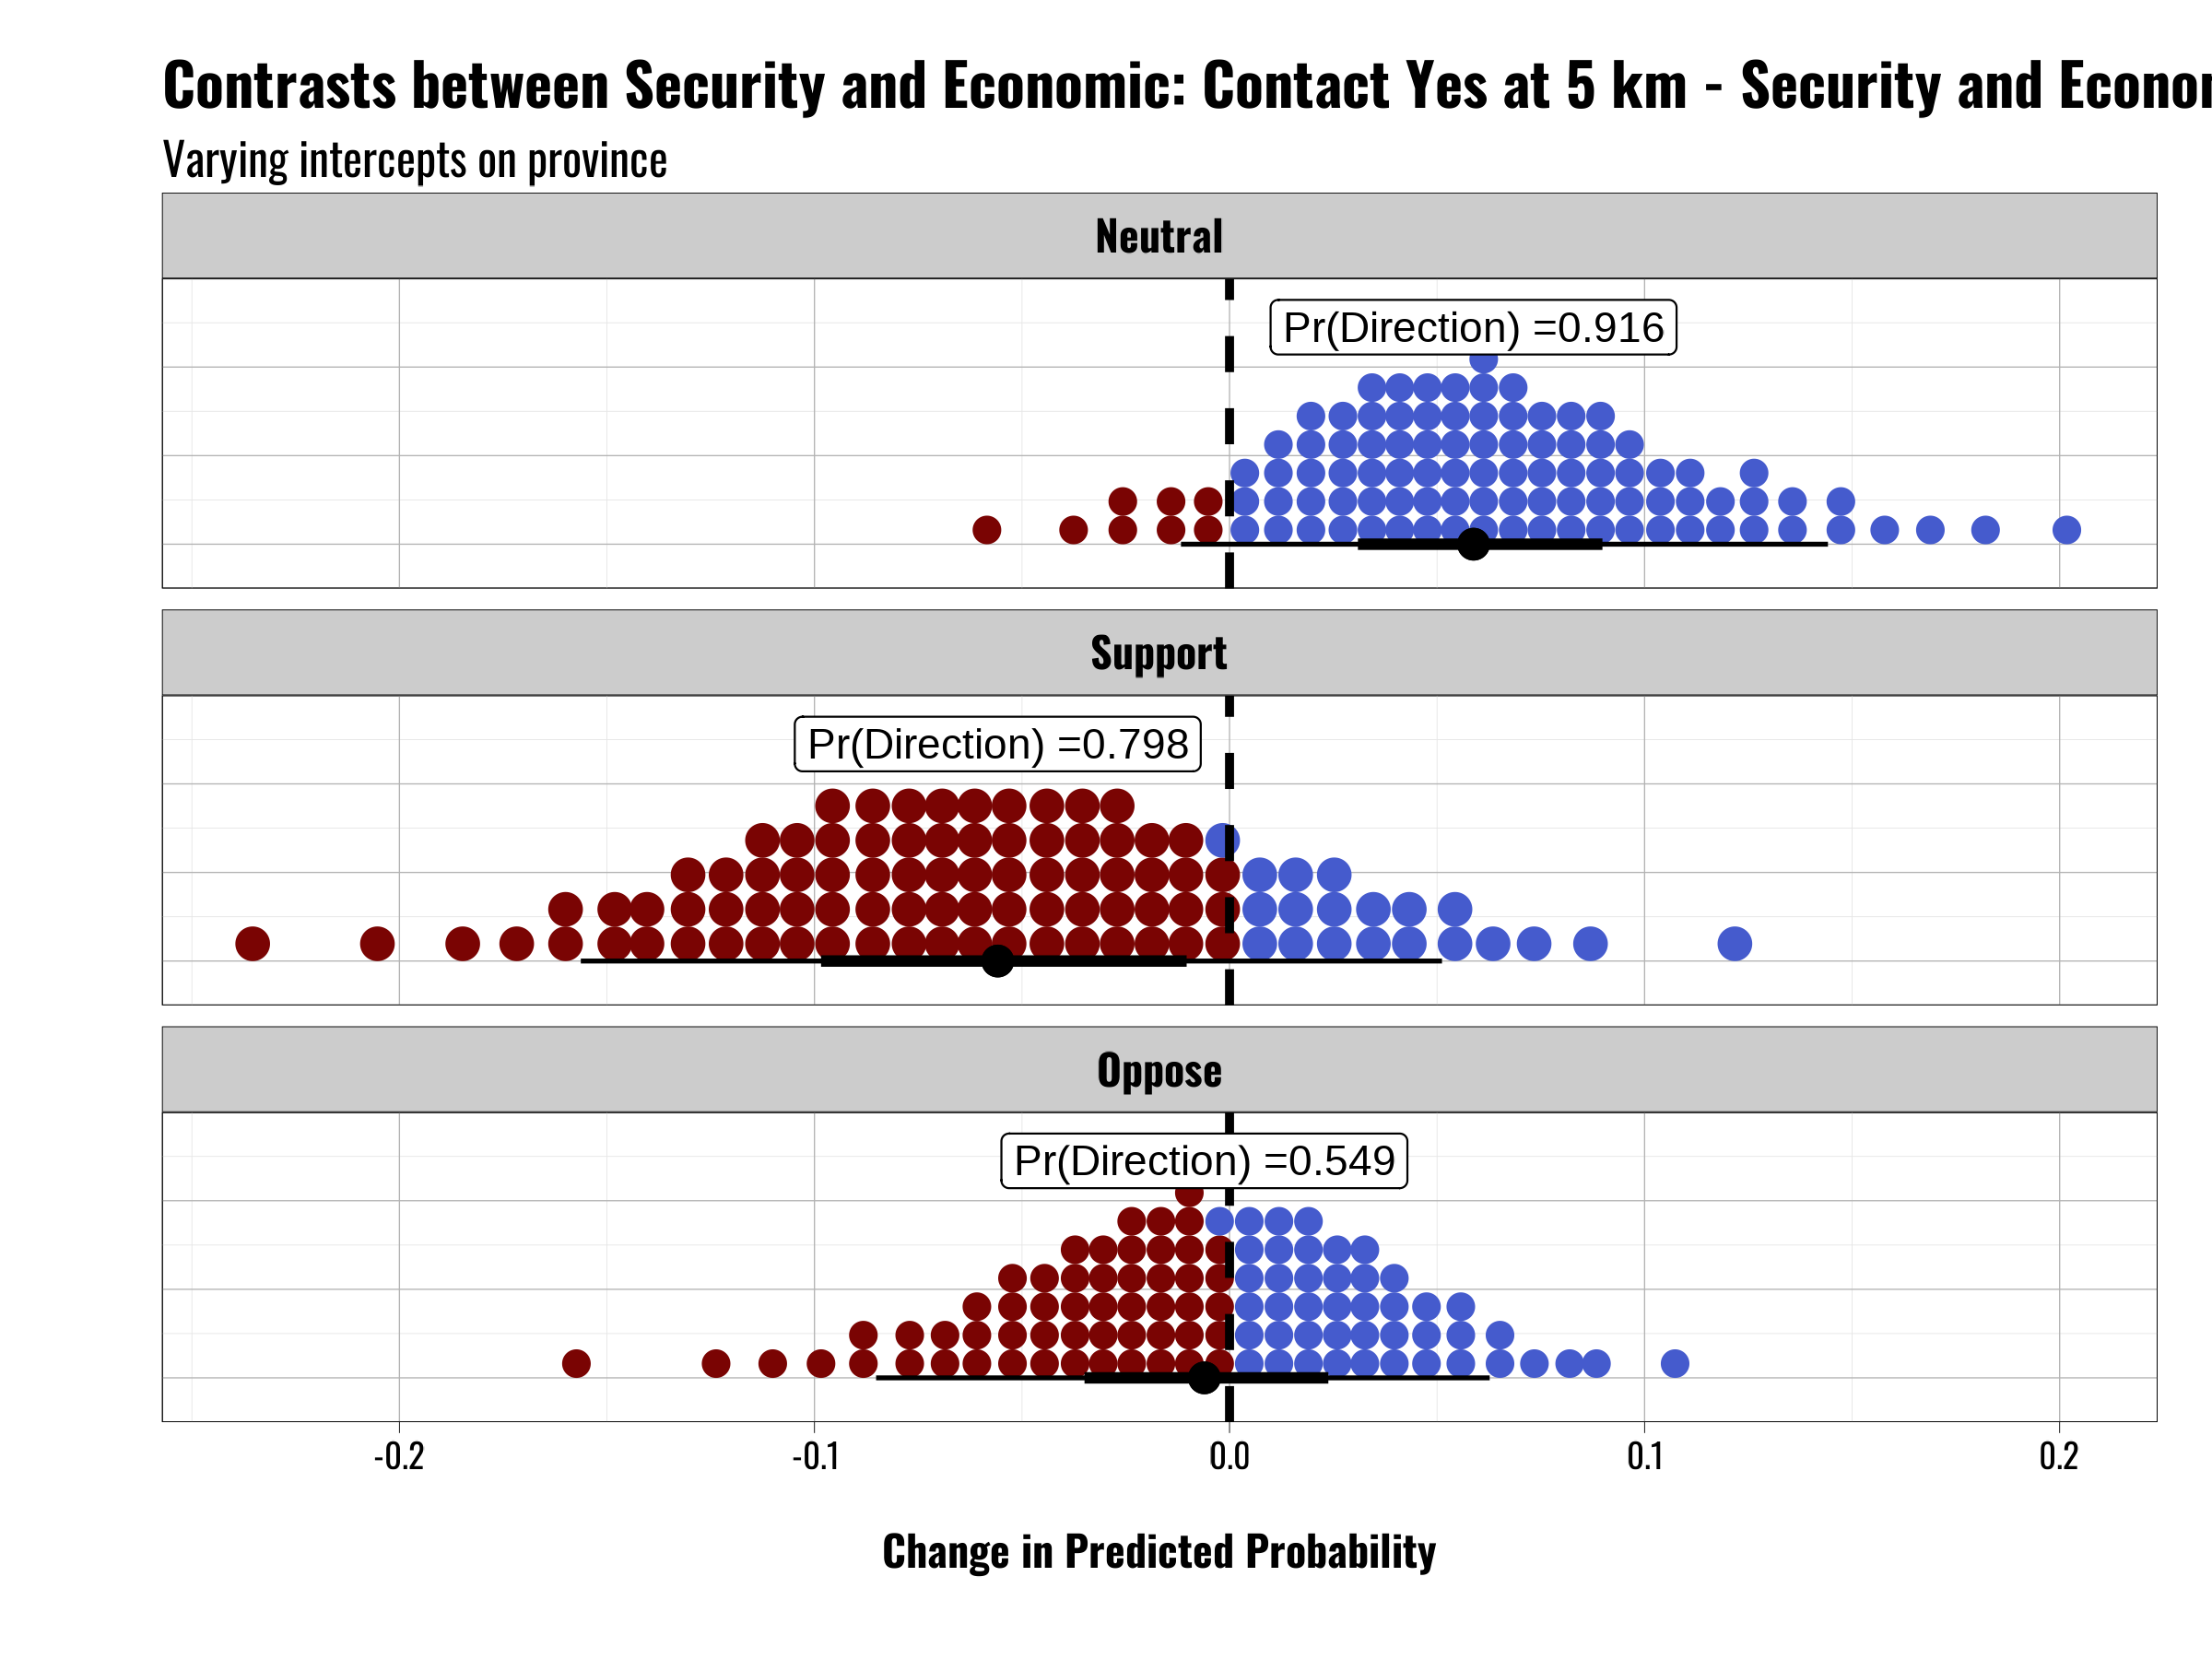 Contrasts between Security and Economic: Contact Yes at 5 km - Security and
Varying intercepts on province
Neutral
Pr(Direction) =0.916
Support
Pr(Direction) =0.798
Oppose
Pr(Direction) =0.549
-0.2 -0.1 0.0 0.1 0.2
Change in Predicted Probability